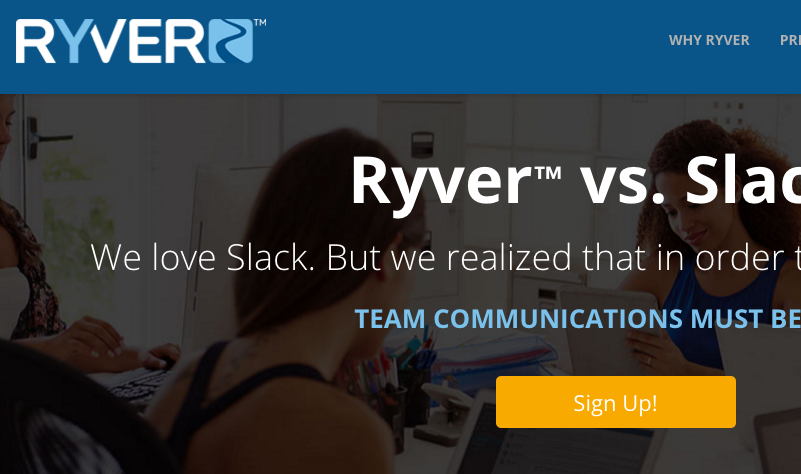 RYVER™
WHY RYVER
Ryver™ vs.
We love Slack. But we realized that in order
TEAM COMMUNICATIONS MUST BE
Sign Up!